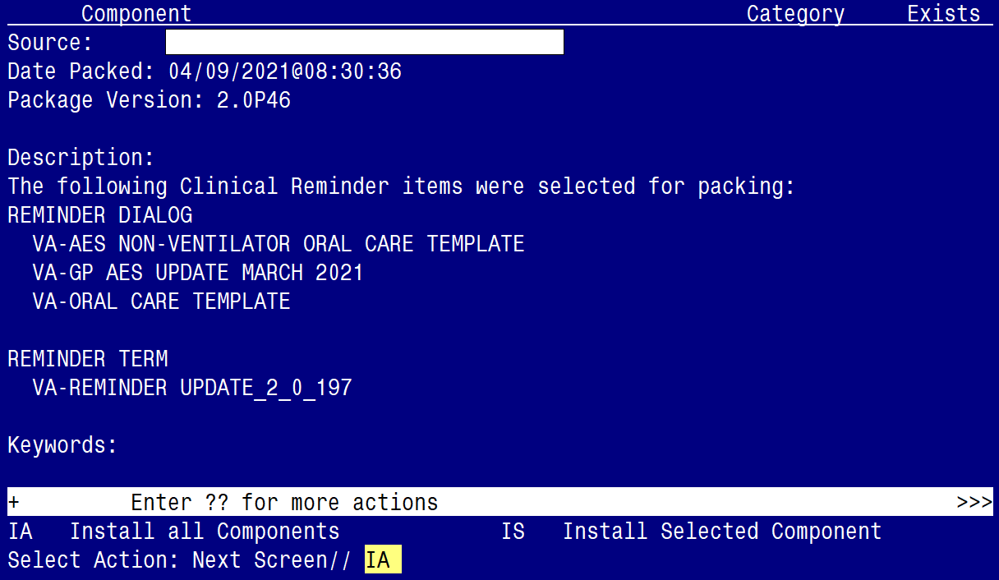 Component Category Exists
Source:
Date Packed: 04/09/2021@08:30:36
Package Version: 2.0P46
Description:
The following Clinical Reminder items were selected for packing:
REMINDER DIALOG
VA-AES NON-VENTILATOR ORAL CARE TEMPLATE
VA-GP AES UPDATE MARCH 2021
VA-ORAL CARE TEMPLATE
REMINDER TERM
VA-REMINDER UPDATE_2_0_197
Keywords:
+ Enter ?? for more actions >>>
IA Install all Components IS Install Selected Component
Select Action: Next Screen// IA